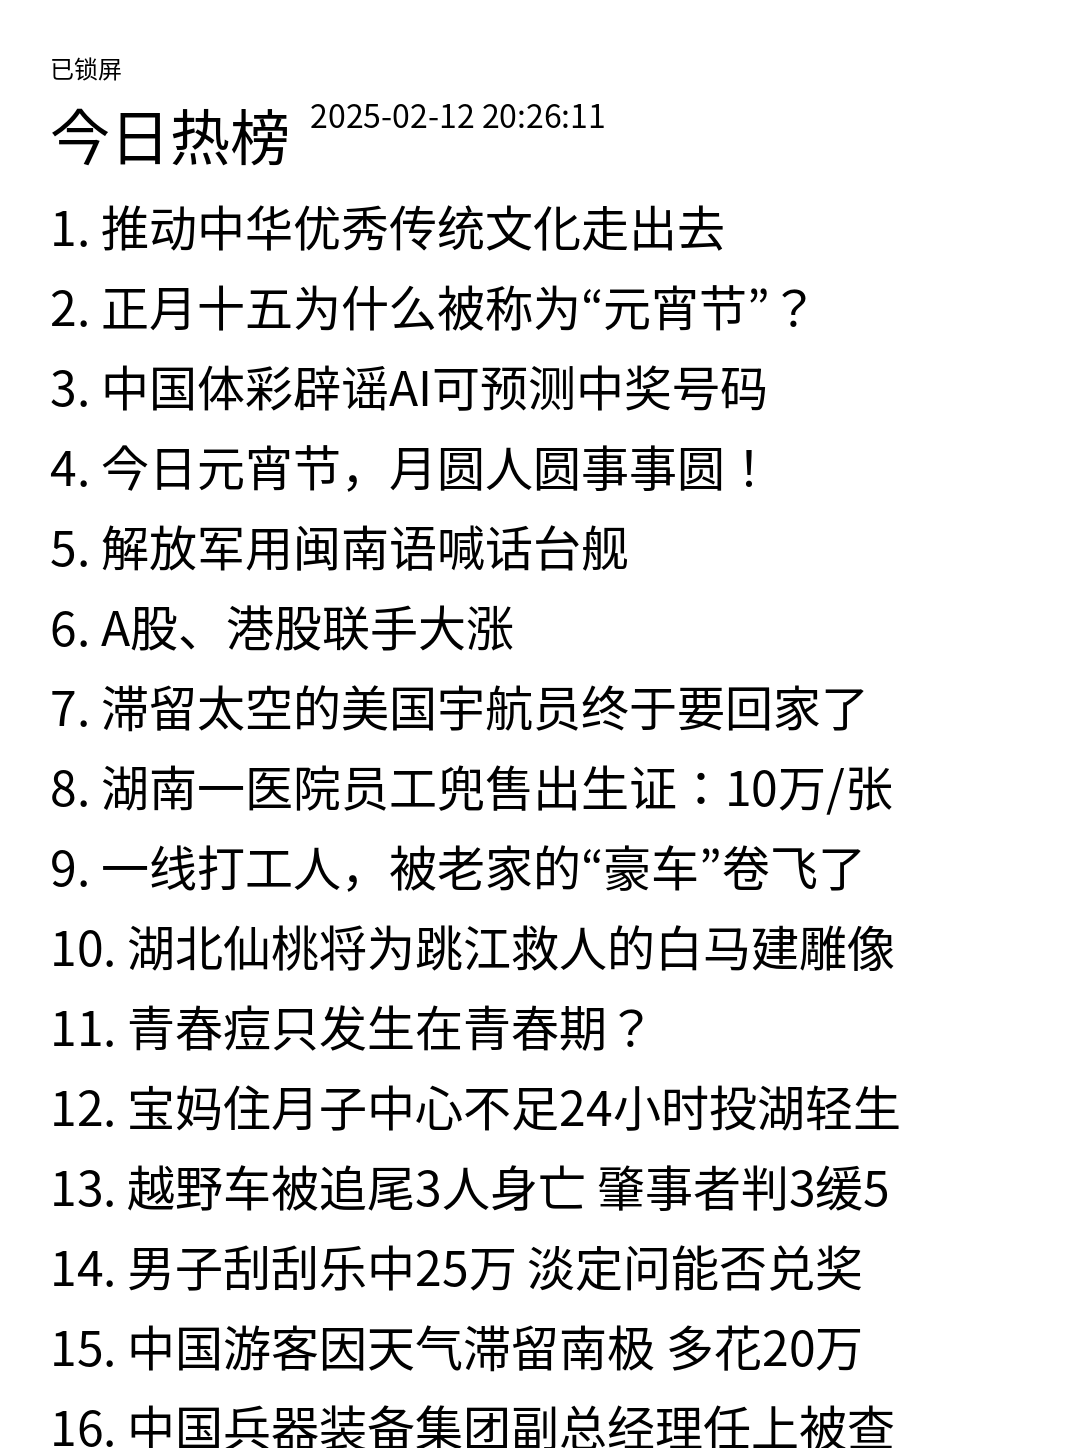 已锁屏
今日热榜 2025-02-12 20:26:11
1. 推动中华优秀传统文化走出去
2. 正月十五为什么被称为“元宵节”？
3. 中国体彩辟谣AI可预测中奖号码
4. 今日元宵节，月圆人圆事事圆！
5. 解放军用闽南语喊话台舰
6. A股、港股联手大涨
7. 滞留太空的美国宇航员终于要回家了
8. 湖南一医院员工兜售出生证：10万/张
9. 一线打工人，被老家的“豪车”卷飞了
10. 湖北仙桃将为跳江救人的白马建雕像
11. 青春痘只发生在青春期？
12. 宝妈住月子中心不足24小时投湖轻生
13. 越野车被追尾3人身亡 肇事者判3缓5
14. 男子刮刮乐中25万 淡定问能否兑奖
15. 中国游客因天气滞留南极 多花20万
16. 中国兵器装备集团副总经理任上被查